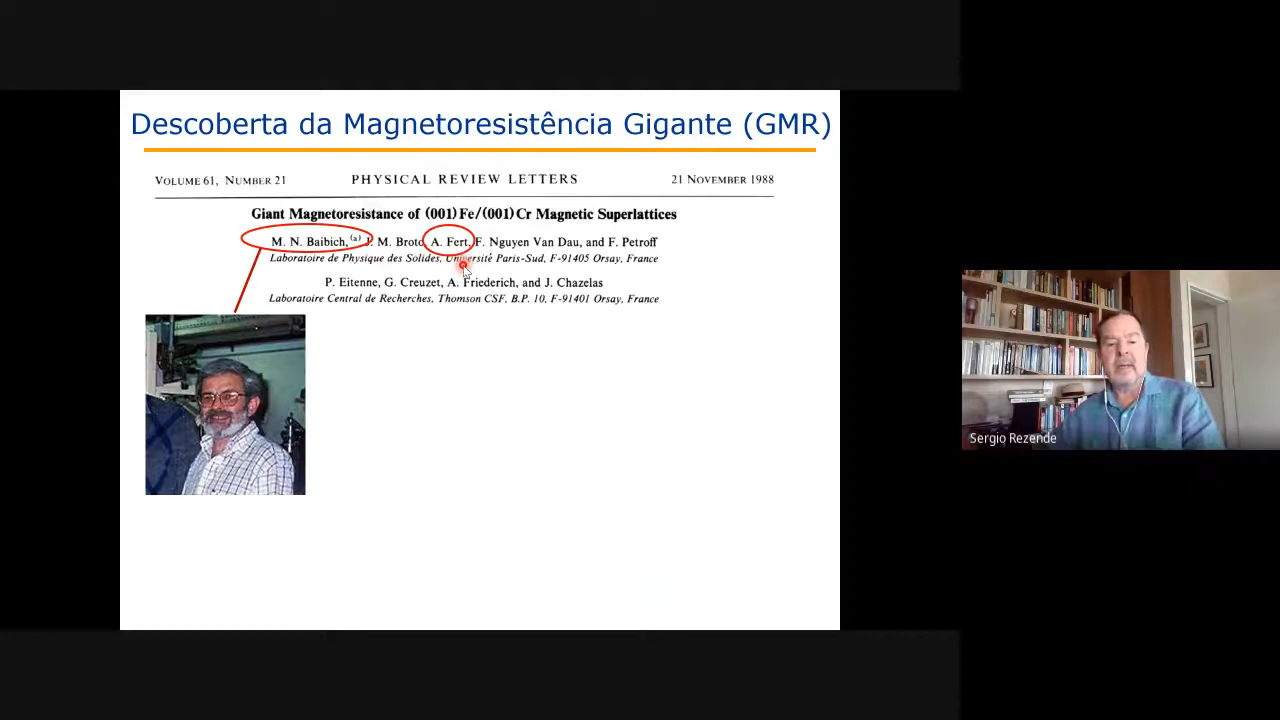 Descoberta da Magnetoresistência Gigante (GMR)
VOLUME 61, NUMBER 21 PHYSICAL REVIEW LETTERS 21 NOVEMBER 1988
Giant Magnetoresistance of (001)Fe/(001)Cr Magnetic Superlattices
M. N. Baibich, (a) J. M. Broto, A. Fert, F. Nguyen Van Dau, and F. Petroff
Laboratoire de Physique des Solides, Université Paris-Sud, F-91405 Orsay, France
P. Eitenne, G. Creuzet, A. Friederich, and J. Chazelas
Laboratoire Central de Recherches, Thomson CSF, B.P. 10, F-91401 Orsay, France
Sergio Rezende